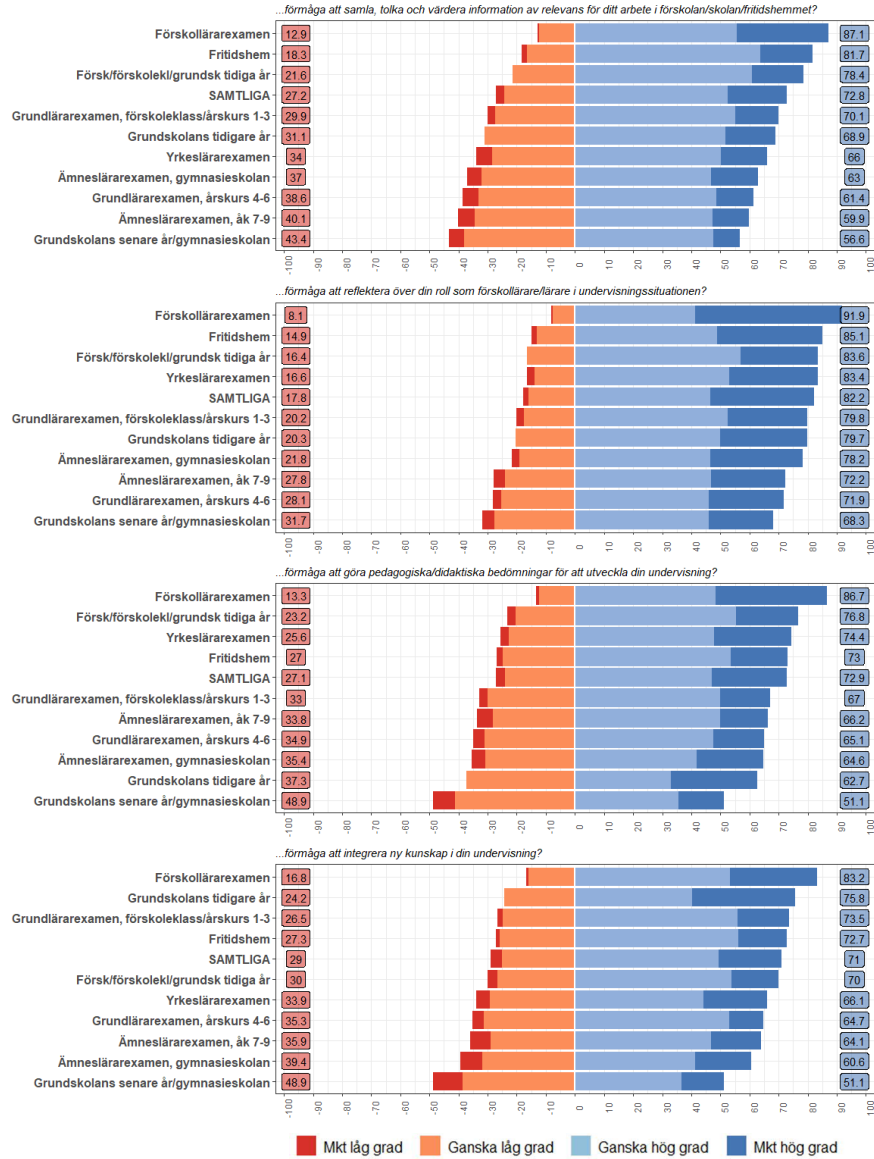 ...förmåga att samla, tolka och värdera information av relevans för ditt arbete i förskolan/skolan/fritidshemmet?
Förskollärarexamen 12.9 87.1
Fritidshem 18.3 81.7
Försk/förskolekl/grundsk tidiga år 21.6 78.4
SAMTLIGA 27.2 72.8
Grundlärarexamen, förskoleklass/årskurs 1-3 29.9 70.1
Grundskolans tidigare år 31.1 68.9
Yrkeslärarexamen 34 66
Ämneslärarexamen, gymnasieskolan 37 63
Grundlärarexamen, årskurs 4-6 38.6 61.4
Ämneslärarexamen, åk 7-9 40.1 59.9
Grundskolans senare år/gymnasieskolan 43.4 56.6
-100 -90 -80 -70 -60 -50 -40 -30 -20 -10 0 10 20 30 40 50 60 70 80 90 100
...förmåga att reflektera över din roll som förskollärare/lärare i undervisningssituationen?
Förskollärarexamen 8.1 91.9
Fritidshem 14.9 85.1
Försk/förskolekl/grundsk tidiga år 16.4 83.6
Yrkeslärarexamen 16.6 83.4
SAMTLIGA 17.8 82.2
Grundlärarexamen, förskoleklass/årskurs 1-3 20.2 79.8
Grundskolans tidigare år 20.3 79.7
Ämneslärarexamen, gymnasieskolan 21.8 78.2
Ämneslärarexamen, åk 7-9 27.8 72.2
Grundlärarexamen, årskurs 4-6 28.1 71.9
Grundskolans senare år/gymnasieskolan 31.7 68.3
-100 -90 -80 -70 -60 -50 -40 -30 -20 -10 0 10 20 30 40 50 60 70 80 90 100
...förmåga att göra pedagogiska/didaktiska bedömningar för att utveckla din undervisning?
Förskollärarexamen 13.3 86.7
Försk/förskolekl/grundsk tidiga år 23.2 76.8
Yrkeslärarexamen 25.6 74.4
Fritidshem 27 73
SAMTLIGA 27.1 72.9
Grundlärarexamen, förskoleklass/årskurs 1-3 33 67
Ämneslärarexamen, åk 7-9 33.8 66.2
Grundlärarexamen, årskurs 4-6 34.9 65.1
Ämneslärarexamen, gymnasieskolan 35.4 64.6
Grundskolans tidigare år 37.3 62.7
Grundskolans senare år/gymnasieskolan 48.9 51.1
-100 -90 -80 -70 -60 -50 -40 -30 -20 -10 0 10 20 30 40 50 60 70 80 90 100
...förmåga att integrera ny kunskap i din undervisning?
Förskollärarexamen 16.8 83.2
Grundskolans tidigare år 24.2 75.8
Grundlärarexamen, förskoleklass/årskurs 1-3 26.5 73.5
Fritidshem 27.3 72.7
SAMTLIGA 29 71
Försk/förskolekl/grundsk tidiga år 30 70
Yrkeslärarexamen 33.9 66.1
Grundlärarexamen, årskurs 4-6 35.3 64.7
Ämneslärarexamen, åk 7-9 35.9 64.1
Ämneslärarexamen, gymnasieskolan 39.4 60.6
Grundskolans senare år/gymnasieskolan 48.9 51.1
-100 -90 -80 -70 -60 -50 -40 -30 -20 -10 0 10 20 30 40 50 60 70 80 90 100
Mkt låg grad Ganska låg grad Ganska hög grad Mkt hög grad